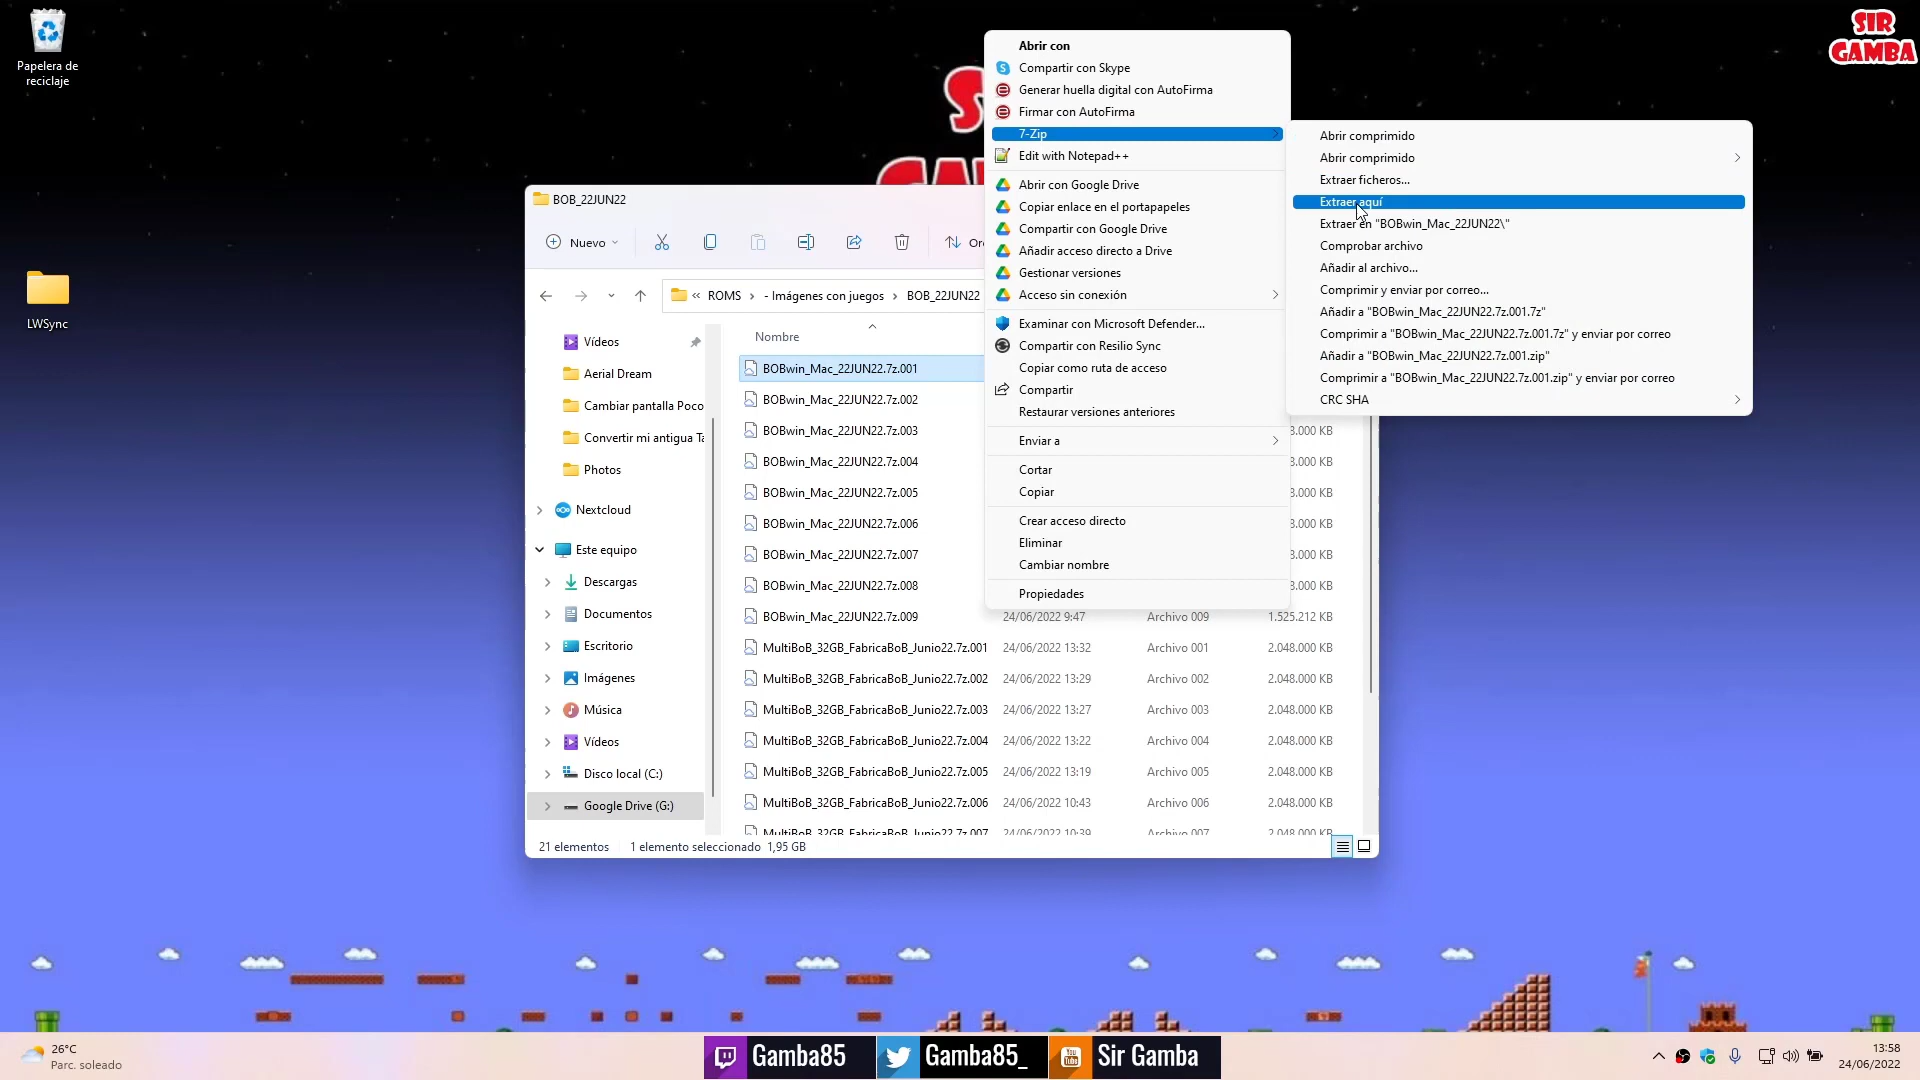 Papelera de
reciclaje
LWSync
SIR
GAMBA
BOB_22JUN22
Nuevo
ROMS
- Imágenes con juegos
BOB_22JUN22
Nombre
Vídeos
Aerial Dream
Cambiar pantalla Poco
Convertir mi antigua Ta
Photos
Nextcloud
Este equipo
Descargas
Documentos
Escritorio
Imágenes
Música
Vídeos
Disco local (C:)
Google Drive (G:)
BOBwin_Mac_22JUN22.7z.001
BOBwin_Mac_22JUN22.7z.002
BOBwin_Mac_22JUN22.7z.003
BOBwin_Mac_22JUN22.7z.004
BOBwin_Mac_22JUN22.7z.005
BOBwin_Mac_22JUN22.7z.006
BOBwin_Mac_22JUN22.7z.007
BOBwin_Mac_22JUN22.7z.008
BOBwin_Mac_22JUN22.7z.009 24/06/2022 9:47 Archivo 009 1.525.212 KB
MultiBoB_32GB_FabricaBoB_Junio22.7z.001 24/06/2022 13:32 Archivo 001 2.048.000 KB
MultiBoB_32GB_FabricaBoB_Junio22.7z.002 24/06/2022 13:29 Archivo 002 2.048.000 KB
MultiBoB_32GB_FabricaBoB_Junio22.7z.003 24/06/2022 13:27 Archivo 003 2.048.000 KB
MultiBoB_32GB_FabricaBoB_Junio22.7z.004 24/06/2022 13:22 Archivo 004 2.048.000 KB
MultiBoB_32GB_FabricaBoB_Junio22.7z.005 24/06/2022 13:19 Archivo 005 2.048.000 KB
MultiBoB_32GB_FabricaBoB_Junio22.7z.006 24/06/2022 10:43 Archivo 006 2.048.000 KB
MultiBoB_32GB_FabricaBoB_Junio22.7z.007 24/06/2022 10:39 Archivo 007 2.048.000 KB
21 elementos
1 elemento seleccionado 1,95 GB
Abrir con
Compartir con Skype
Generar huella digital con AutoFirma
Firmar con AutoFirma
7-Zip
Edit with Notepad++
Abrir con Google Drive
Copiar enlace en el portapapeles
Compartir con Google Drive
Añadir acceso directo a Drive
Gestionar versiones
Acceso sin conexión
Examinar con Microsoft Defender...
Compartir con Resilio Sync
Copiar como ruta de acceso
Compartir
Restaurar versiones anteriores
Enviar a
Cortar
Copiar
Crear acceso directo
Eliminar
Cambiar nombre
Propiedades
Abrir comprimido
Abrir comprimido
Extraer ficheros...
Extraer aquí
Extraer en "BOBwin_Mac_22JUN22\"
Comprobar archivo
Añadir al archivo...
Comprimir y enviar por correo...
Añadir a "BOBwin_Mac_22JUN22.7z.001.7z"
Comprimir a "BOBwin_Mac_22JUN22.7z.001.7z" y enviar por correo
Añadir a "BOBwin_Mac_22JUN22.7z.001.zip"
Comprimir a "BOBwin_Mac_22JUN22.7z.001.zip" y enviar por correo
CRC SHA
26°C
Parc. soleado
Gamba85
Gamba85_
Sir Gamba
13:58
24/06/2022